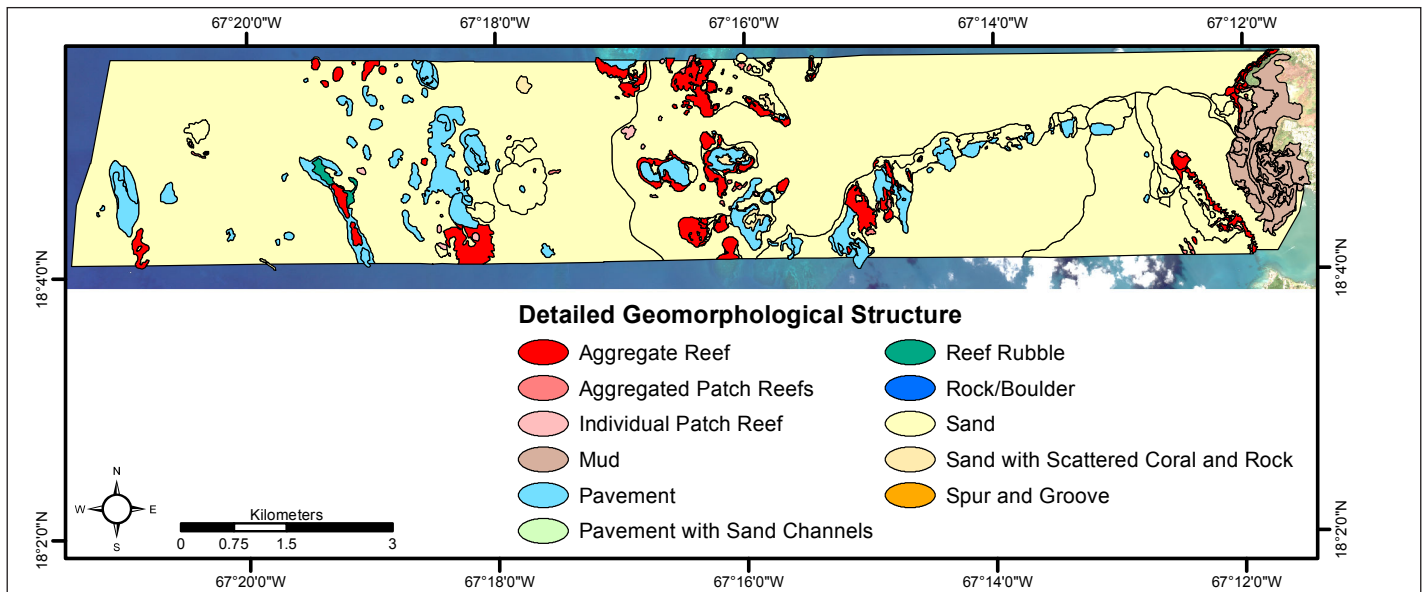 67°20'0"W 67°18'0"W 67°16'0"W 67°14'0"W 67°12'0"W
18°4'0"N
18°4'0"N
Detailed Geomorphological Structure
Aggregate Reef
Aggregated Patch Reefs
Individual Patch Reef
Mud
Pavement
Pavement with Sand Channels
Reef Rubble
Rock/Boulder
Sand
Sand with Scattered Coral and Rock
Spur and Groove
N
W E
S
Kilometers
0 0.75 1.5 3
18°2'0"N
18°2'0"N
67°20'0"W 67°18'0"W 67°16'0"W 67°14'0"W 67°12'0"W